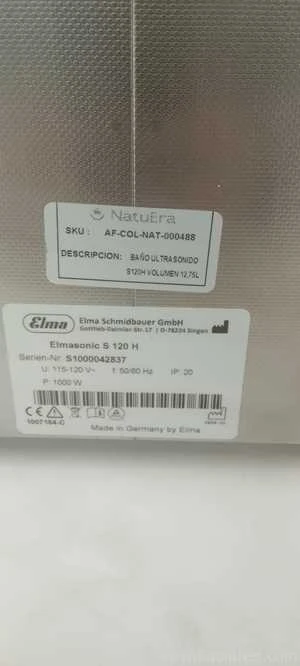 NatuEra
SKU : AF-COL-NAT-000488
DESCRIPCION: BAÑO ULTRASONIDO
S120H VOLUMEN 12,75L
Elma Elma Schmidbauer GmbH
Gottlieb-Daimler-Str. 17 | D-78224 Singen
Elmasonic S 120 H
Serien-Nr. S1000042837
U: 115-120 V~ f: 50/60 Hz IP: 20
P: 1000 W
CE
1007184-C
Made in Germany by Elma